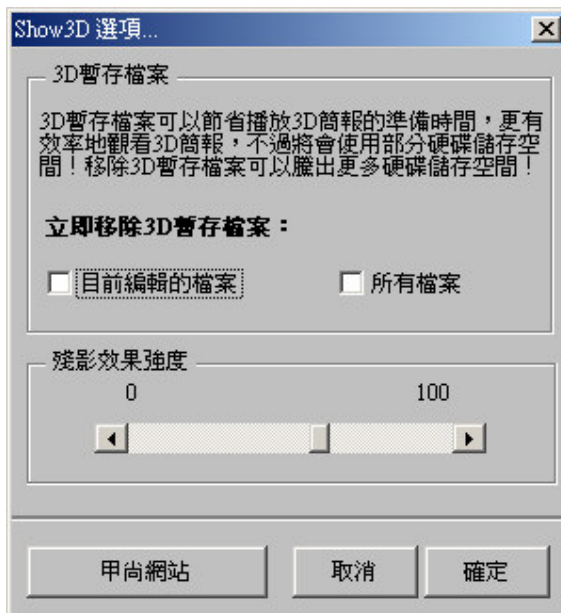 Show3D 選項...
3D暫存檔案
3D暫存檔案可以節省播放3D簡報的準備時間，更有
效率地觀看3D簡報，不過將會使用部分硬碟儲存空
間！移除3D暫存檔案可以騰出更多硬碟儲存空間！
立即移除3D暫存檔案：
目前編輯的檔案 所有檔案
殘影效果強度
0 100
甲尚網站 取消 確定